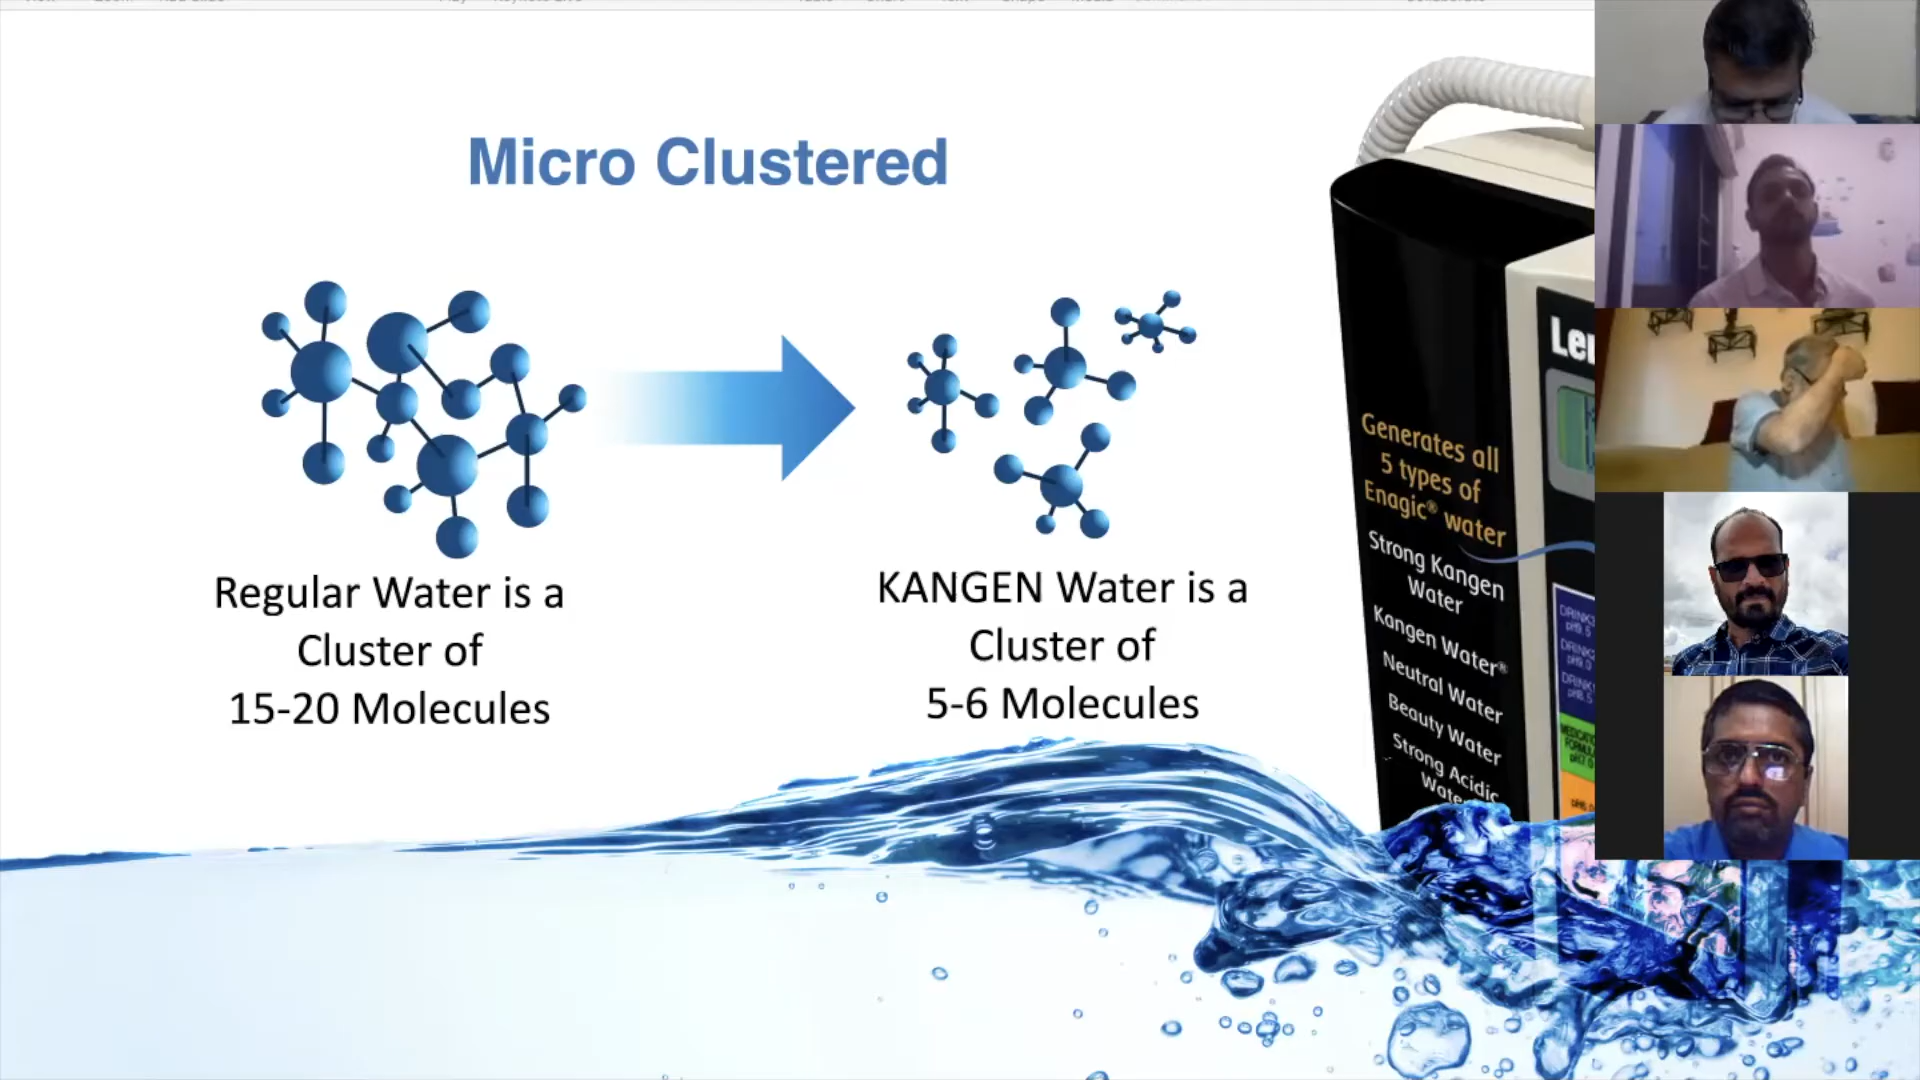 Micro Clustered
Regular Water is a
Cluster of
15-20 Molecules
KANGEN Water is a
Cluster of
5-6 Molecules
Generates all
5 types of
Enagic® water
Strong Kangen
Water
Kangen Water®
Neutral Water
Beauty Water
Strong Acidic
Water